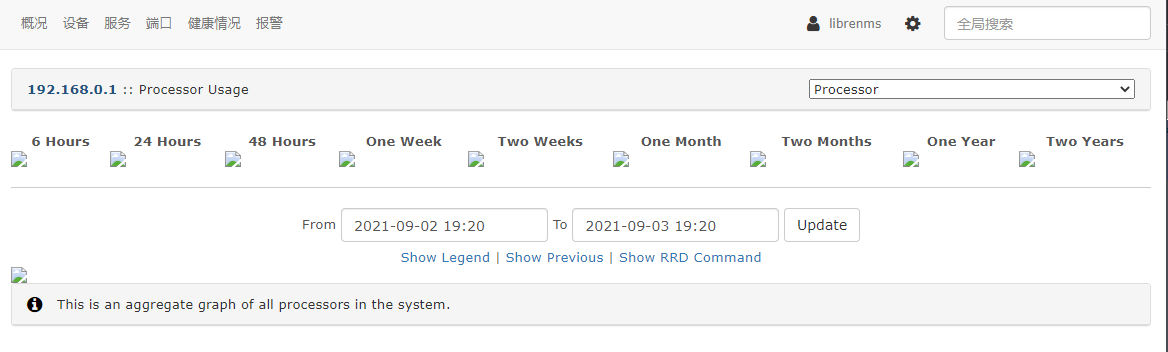 概况 设备 服务 端口 健康情况 报警 librenms 全局搜索
192.168.0.1 :: Processor Usage Processor
6 Hours 24 Hours 48 Hours One Week Two Weeks One Month Two Months One Year Two Years
From 2021-09-02 19:20 To 2021-09-03 19:20 Update
Show Legend | Show Previous | Show RRD Command
This is an aggregate graph of all processors in the system.